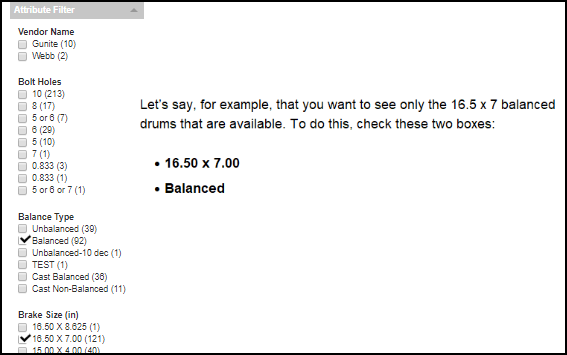 Attribute Filter
Vendor Name
Gunite (10)
Webb (2)
Bolt Holes
10 (213)
8 (17)
5 or 6 (7)
6 (29)
5 (10)
7 (1)
0.833 (3)
0.833 (1)
5 or 6 or 7 (1)
Balance Type
Unbalanced (39)
Balanced (92)
Unbalanced-10 dec (1)
TEST (1)
Cast Balanced (36)
Cast Non-Balanced (11)
Brake Size (in)
16.50 X 8.625 (1)
16.50 X 7.00 (121)
15.00 X 4.00 (40)
Let's say, for example, that you want to see only the 16.5 x 7 balanced
drums that are available. To do this, check these two boxes:
• 16.50 x 7.00
• Balanced